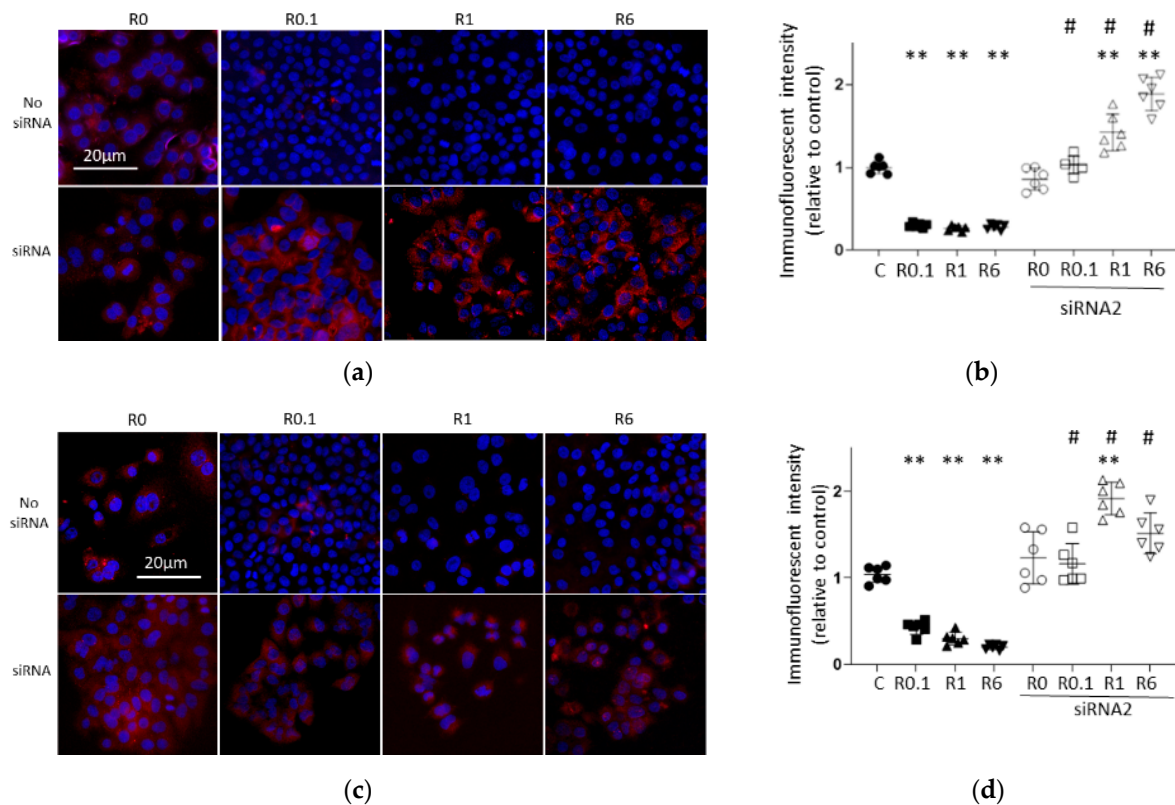 R0 R0.1 R1 R6
No
siRNA
20µm
siRNA
(a)
Immunofluorescent intensity
(relative to control)
# # #
** ** ** ** **
2
1
0
C R0.1 R1 R6 R0 R0.1 R1 R6
siRNA2
(b)
R0 R0.1 R1 R6
No
siRNA
20µm
siRNA
(c)
Immunofluorescent intensity
(relative to control)
# # #
** ** ** **
2
1
0
C R0.1 R1 R6 R0 R0.1 R1 R6
siRNA2
(d)